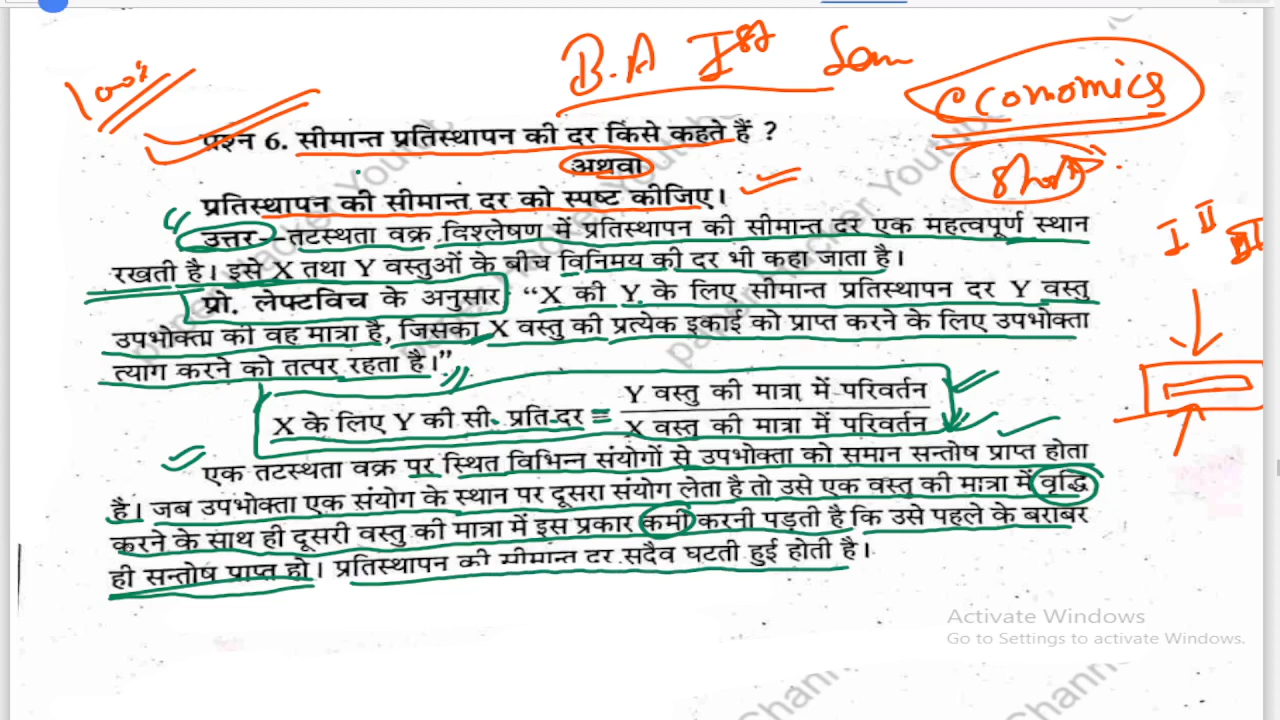 B.A Ist Sem
economics
100%
Short
I II III
प्रश्न 6. सीमान्त प्रतिस्थापन की दर किसे कहते हैं ?
अथवा
प्रतिस्थापन की सीमान्त दर को स्पष्ट कीजिए।
उत्तर- तटस्थता वक्र विश्लेषण में प्रतिस्थापन की सीमान्त दर एक महत्वपूर्ण स्थान
रखती है। इसे X तथा Y वस्तुओं के बीच विनिमय की दर भी कहा जाता है।
प्रो. लेफ्टविच के अनुसार “X की Y के लिए सीमान्त प्रतिस्थापन दर Y वस्तु
उपभोक्ता की वह मात्रा है, जिसका X वस्तु की प्रत्येक इकाई को प्राप्त करने के लिए उपभोक्ता
त्याग करने को तत्पर रहता है।”
Y वस्तु की मात्रा में परिवर्तन
X के लिए Y की सी. प्रति-दर =
X वस्तु की मात्रा में परिवर्तन
एक तटस्थता वक्र पर स्थित विभिन्न संयोगों से उपभोक्ता को समान सन्तोष प्राप्त होता
है। जब उपभोक्ता एक संयोग के स्थान पर दूसरा संयोग लेता है तो उसे एक वस्तु की मात्रा में वृद्धि
करने के साथ ही दूसरी वस्तु की मात्रा में इस प्रकार कमी करनी पड़ती है कि उसे पहले के बराबर
ही सन्तोष प्राप्त हो। प्रतिस्थापन की सीमान्त दर सदैव घटती हुई होती है।
Activate Windows
Go to Settings to activate Windows.